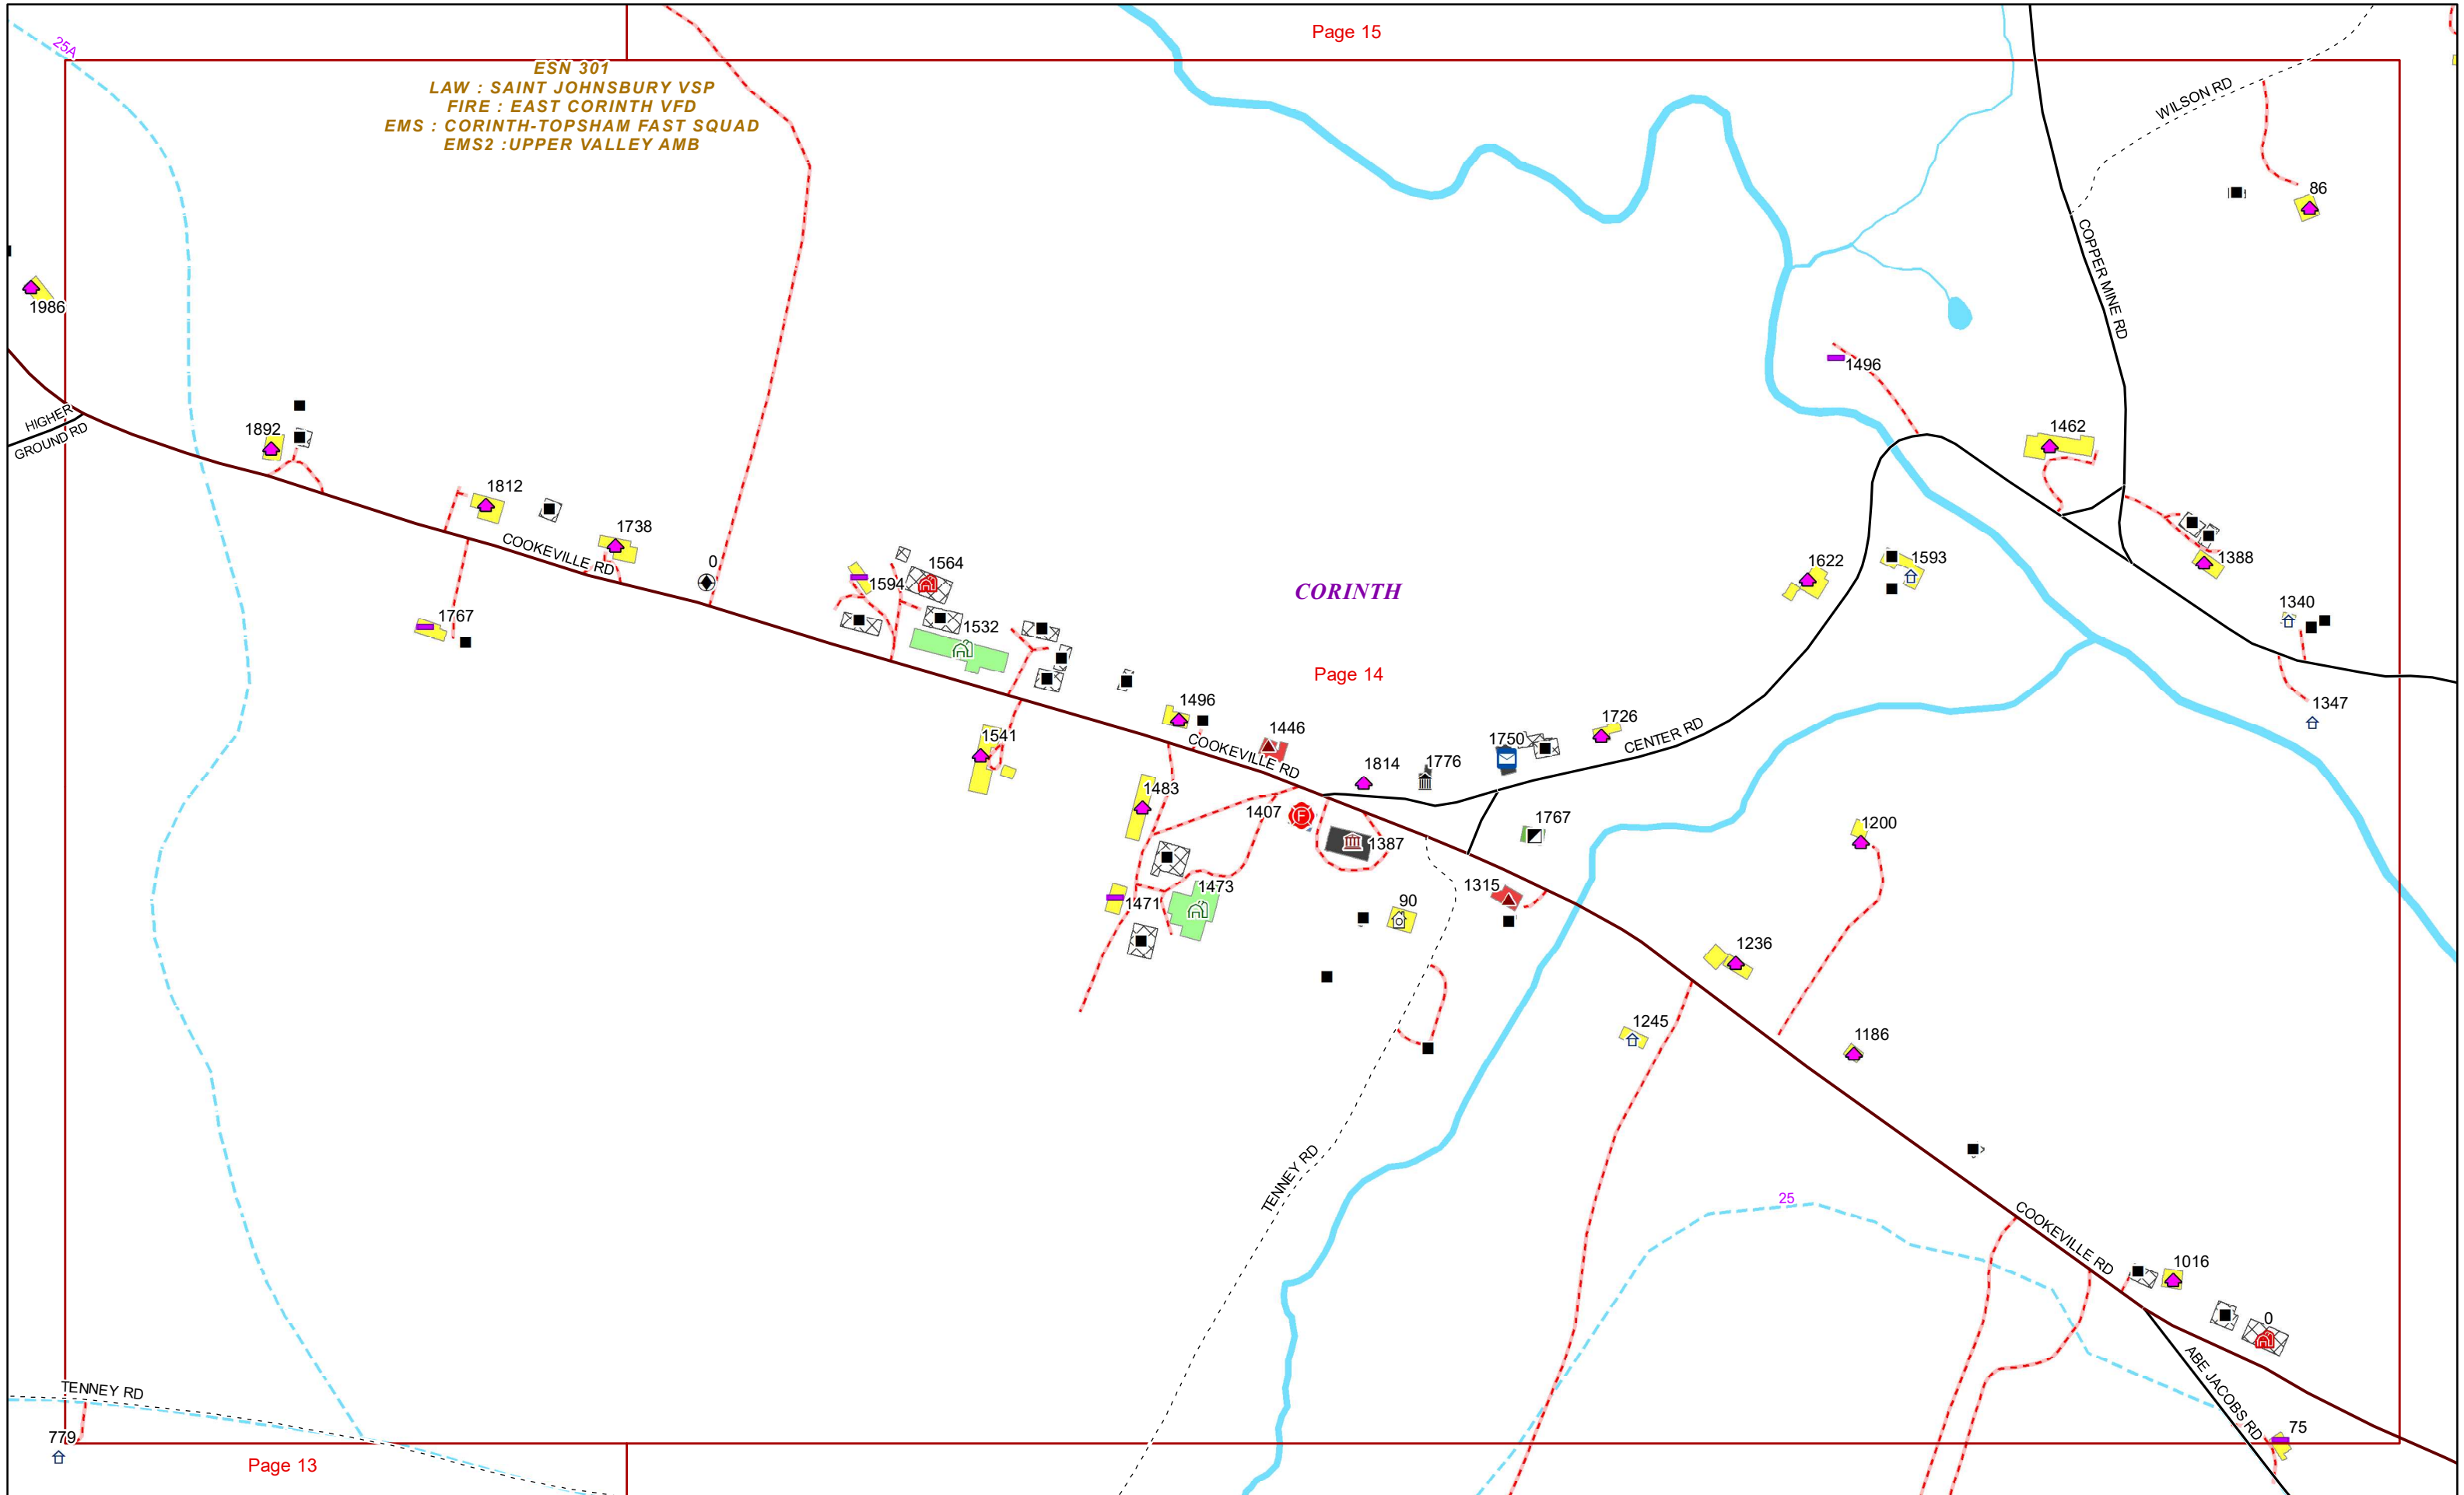 Page 15
25A
ESN 301
LAW : SAINT JOHNSBURY VSP
FIRE : EAST CORINTH VFD
EMS : CORINTH-TOPSHAM FAST SQUAD
EMS2 :UPPER VALLEY AMB
WILSON RD
86
COPPER MINE RD
1986
1496
HIGHER
GROUND RD
1892
1462
1812
1738
COOKEVILLE RD
0
1564
1594
1622
1593
1388
CORINTH
1767
1532
1340
Page 14
1496
1347
1541
1446
COOKEVILLE RD
1726
1750
CENTER RD
1814
1776
1483
1407
1387
1767
1200
1473
1471
1315
90
1236
1245
1186
TENNEY RD
25
COOKEVILLE RD
1016
0
ABE JACOBS RD
TENNEY RD
779
75
Page 13